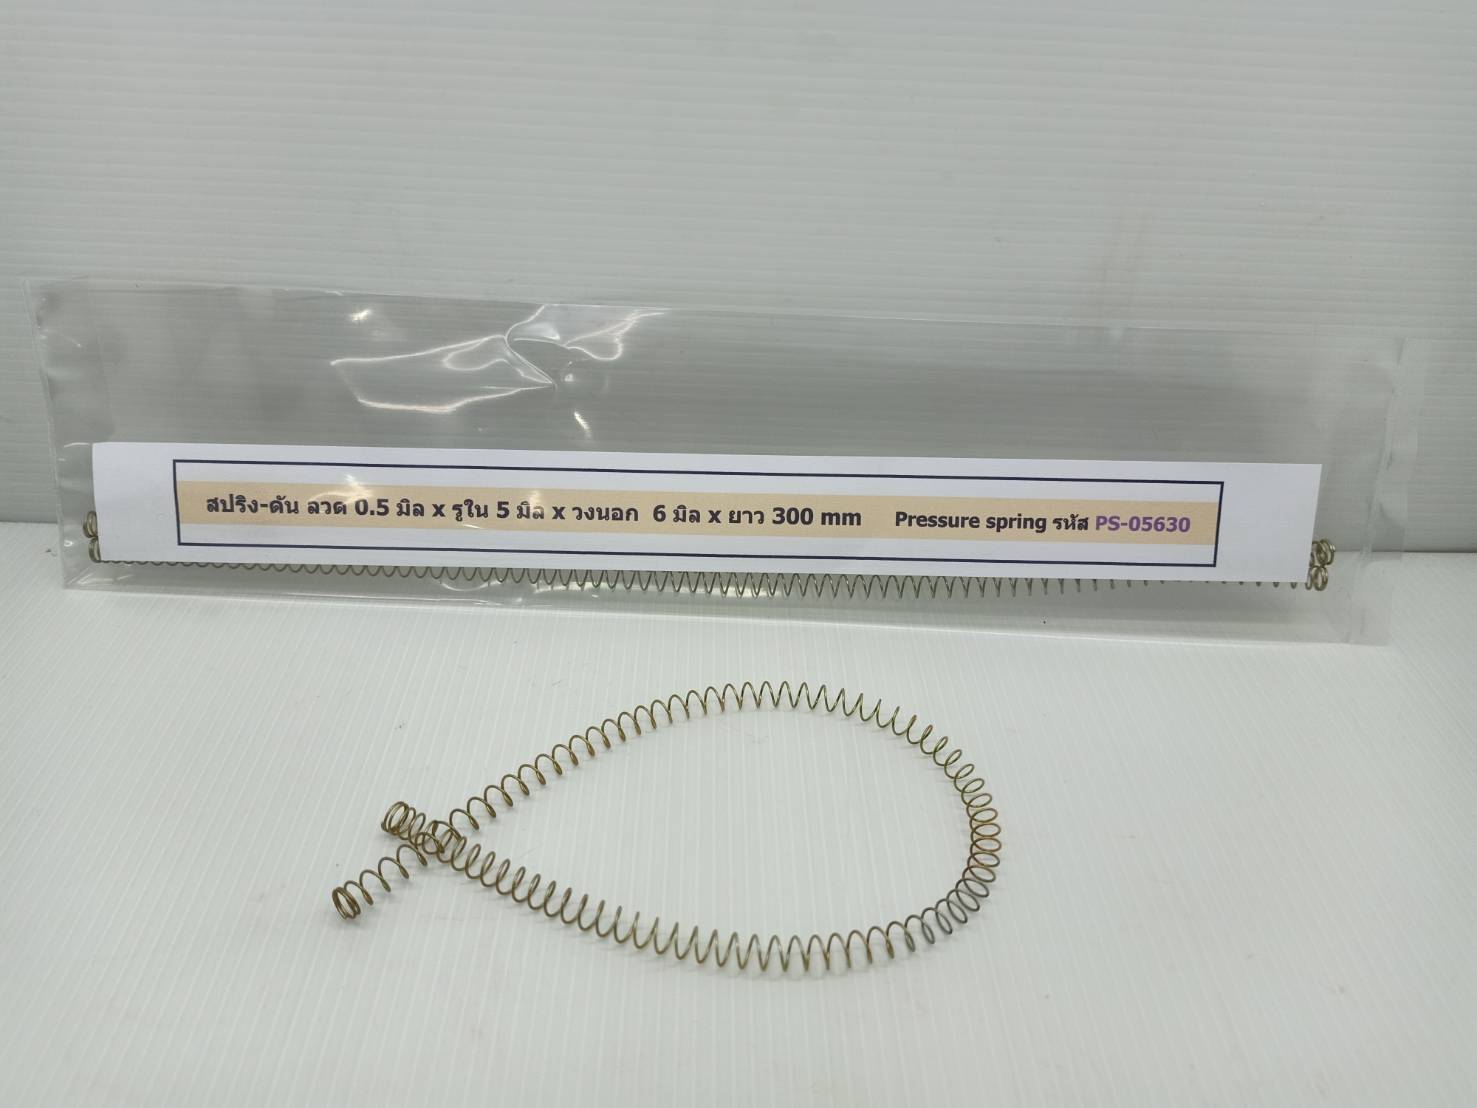 สปริง-ดัน ลวด 0.5 มิล x รูใน 5 มิล x วงนอก 6 มิล x ยาว 300 mm Pressure spring รหัส PS-05630